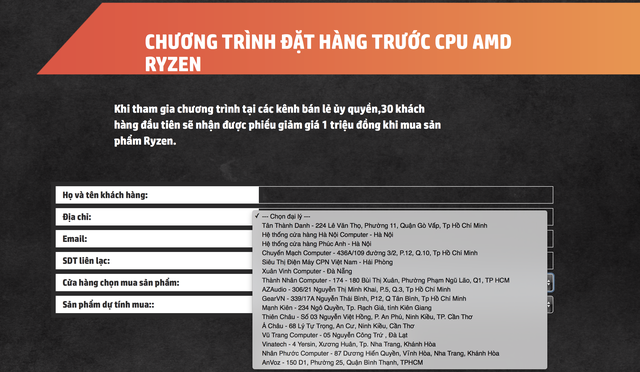 CHƯƠNG TRÌNH ĐẶT HÀNG TRƯỚC CPU AMD
RYZEN
Khi tham gia chương trình tại các kênh bán lẻ ủy quyền,30 khách
hàng đầu tiên sẽ nhận được phiếu giảm giá 1 triệu đồng khi mua sản
phẩm Ryzen.
Họ và tên khách hàng:
Địa chỉ:
Email:
SDT liên lạc:
Cửa hàng chọn mua sản phẩm:
Sản phẩm dự tính mua::
✓ --- Chọn đại lý ---
Tân Thành Danh - 224 Lê Văn Thọ, Phường 11, Quận Gò Vấp, Tp Hồ Chí Minh
Hệ thống cửa hàng Hà Nội Computer - Hà Nội
Hệ thống cửa hàng Phúc Anh - Hà Nội
Chuyển Mạch Computer - 436A/109 đường 3/2, P.12, Q.10, Tp Hồ Chí Minh
Siêu Thị Điện Máy CPN Việt Nam - Hải Phòng
Xuân Vinh Computer - Đà Nẵng
Thành Nhân Computer - 174 - 180 Bùi Thị Xuân, Phường Phạm Ngũ Lão, Q1, TP HCM
AZAudio - 306/21 Nguyễn Thị Minh Khai, P.5, Q.3, Tp Hồ Chí Minh
GearVN - 339/17A Nguyễn Thái Bình, P12, Q Tân Bình, Tp Hồ Chí Minh
Mạnh Kiên - 234 Ngô Quyền, Tp. Rạch Giá, tỉnh Kiên Giang
Thiên Châu - Số 03 Nguyễn Việt Hồng, P. An Phú, Ninh Kiều, TP. Cần Thơ
Á Châu - 68 Lý Tự Trọng, An Cư, Ninh Kiều, Cần Thơ
Vũ Trang Computer - 05 Nguyễn Công Trứ , Đà Lạt
Vinatech - 4 Yersin, Xương Huân, Tp. Nha Trang, Khánh Hòa
Nhân Phước Computer - 87 Dương Hiến Quyền, Vĩnh Hòa, Nha Trang, Khánh Hòa
AnVoz - 150 D1, Phường 25, Quận Bình Thạnh, TPHCM